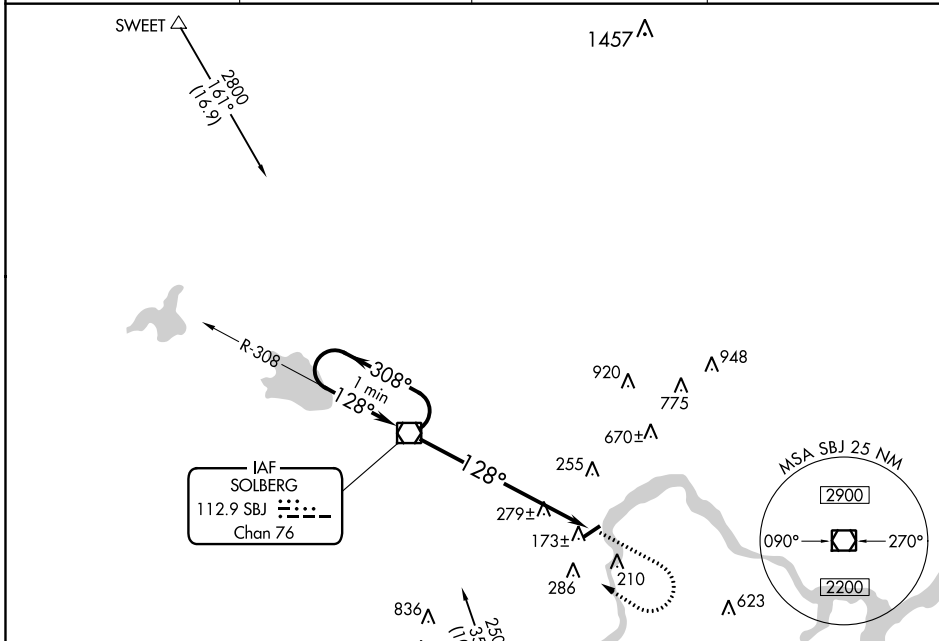 SWEET
1457
2800
161°
(16.9)
R-308
308°
1 min
128°
920
948
775
670±
128°
255
IAF
SOLBERG
112.9 SBJ
Chan 76
279±
173±
286
210
MSA SBJ 25 NM
2900
090°
270°
2200
836
623